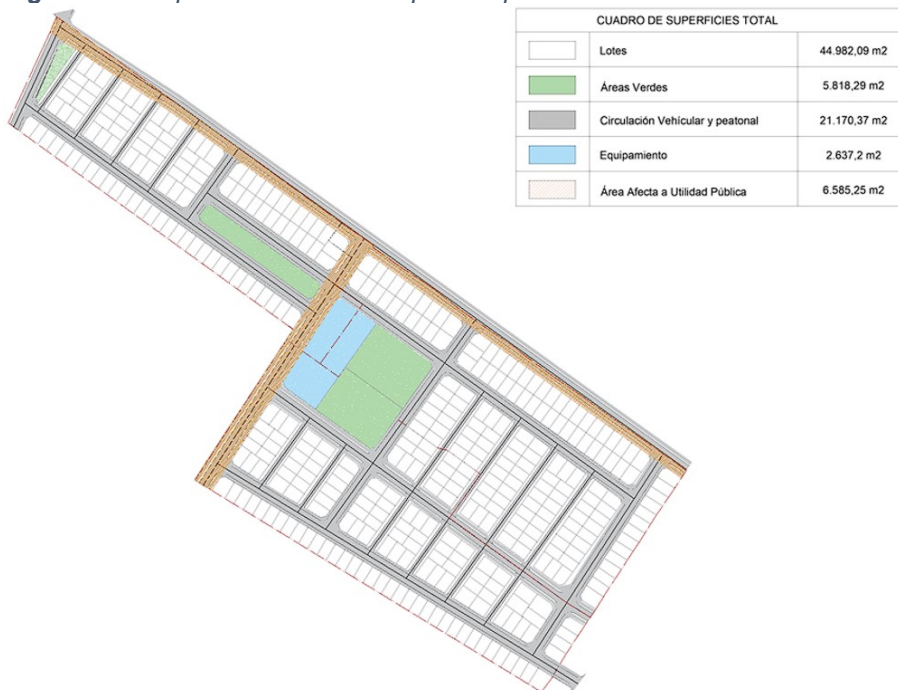 CUADRO DE SUPERFICIES TOTAL
Lotes 44.982,09 m2
Áreas Verdes 5.818,29 m2
Circulación Vehícular y peatonal 21.170,37 m2
Equipamiento 2.637,2 m2
Área Afecta a Utilidad Pública 6.585,25 m2